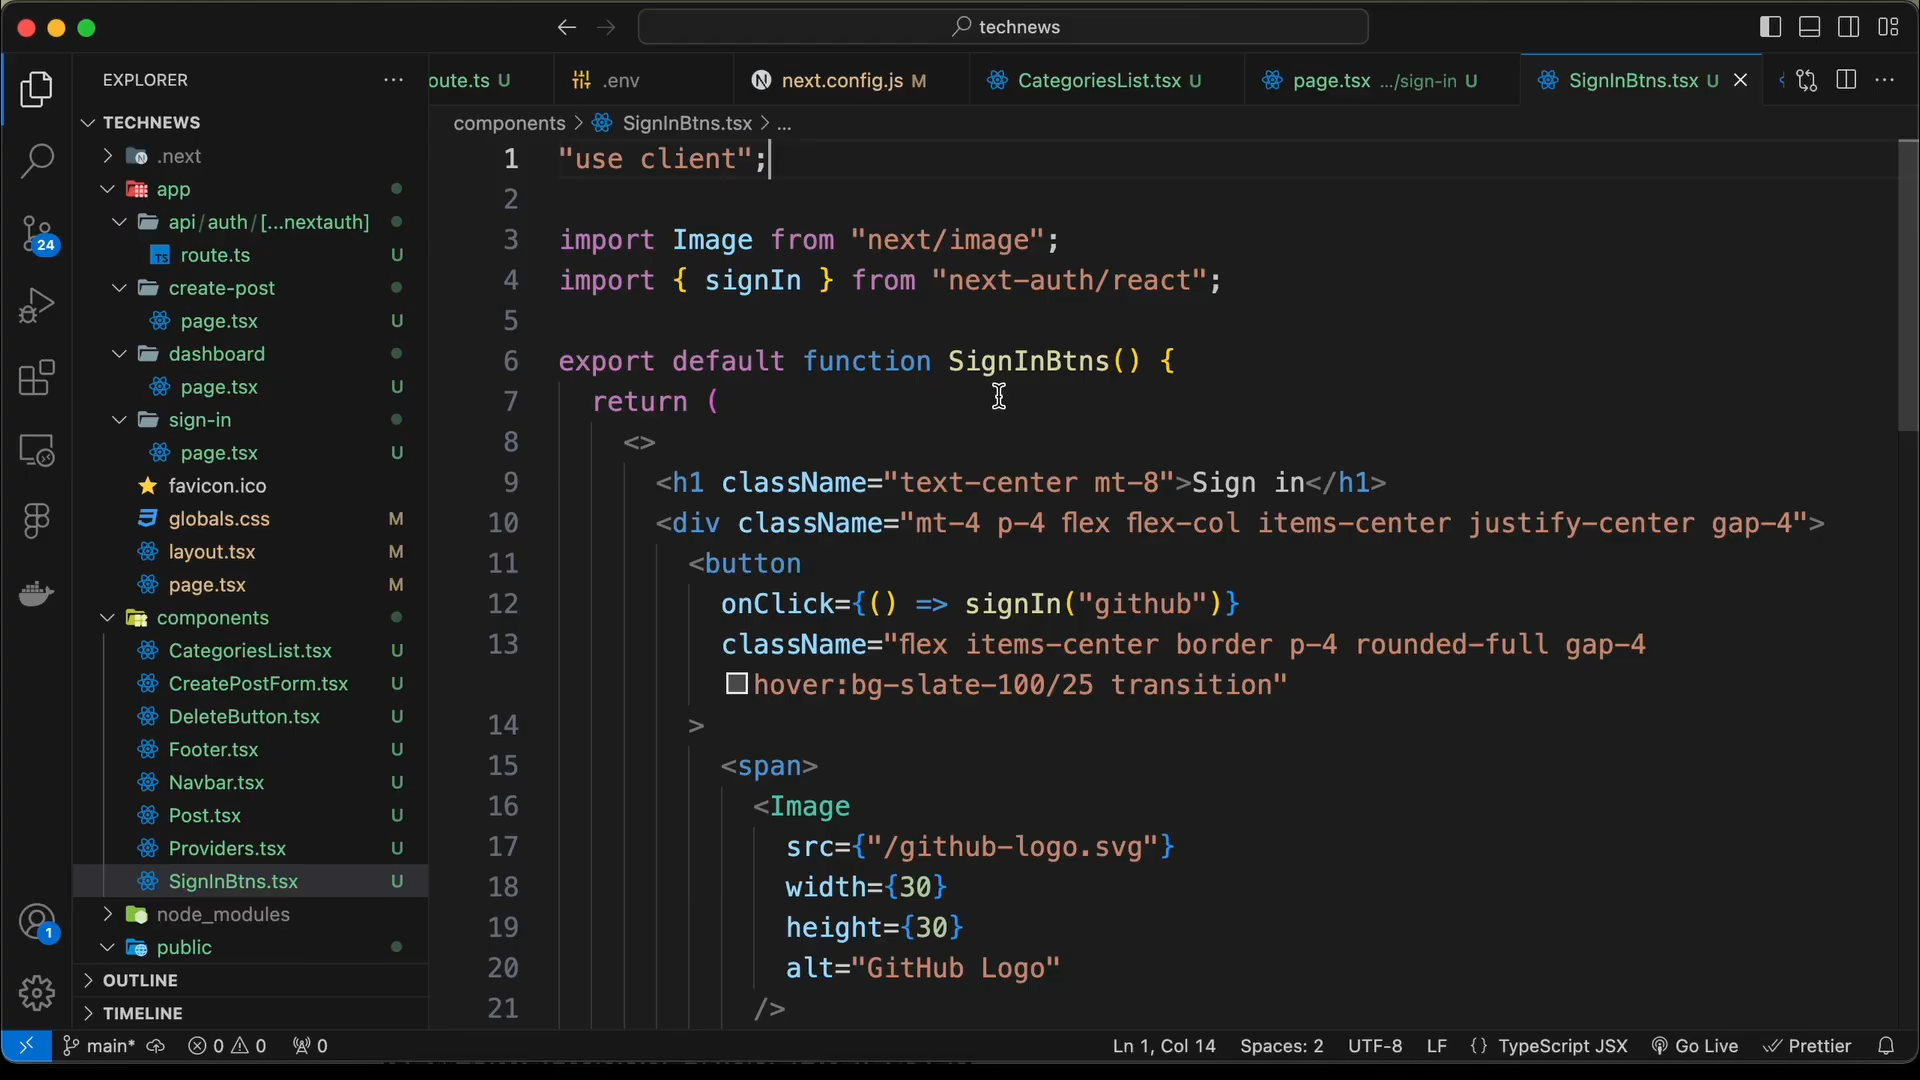 technews
EXPLORER
TECHNEWS
.next
app
api/auth/[...nextauth]
route.ts U
create-post
page.tsx U
dashboard
page.tsx U
sign-in
page.tsx U
favicon.ico
globals.css M
layout.tsx M
page.tsx M
components
CategoriesList.tsx U
CreatePostForm.tsx U
DeleteButton.tsx U
Footer.tsx U
Navbar.tsx U
Post.tsx U
Providers.tsx U
SignInBtns.tsx U
node_modules
public
OUTLINE
TIMELINE
24
1
oute.ts U
.env
next.config.js M
CategoriesList.tsx U
page.tsx .../sign-in U
SignInBtns.tsx U
components > SignInBtns.tsx > ...
1 "use client";
2
3 import Image from "next/image";
4 import { signIn } from "next-auth/react";
5
6 export default function SignInBtns() {
7 return (
8 <>
9 <h1 className="text-center mt-8">Sign in</h1>
10 <div className="mt-4 p-4 flex flex-col items-center justify-center gap-4">
11 <button
12 onClick={() => signIn("github")}
13 className="flex items-center border p-4 rounded-full gap-4
hover:bg-slate-100/25 transition"
14 >
15 <span>
16 <Image
17 src={"/github-logo.svg"}
18 width={30}
19 height={30}
20 alt="GitHub Logo"
21 />
main* 0 0 0 Ln 1, Col 14 Spaces: 2 UTF-8 LF {} TypeScript JSX Go Live Prettier